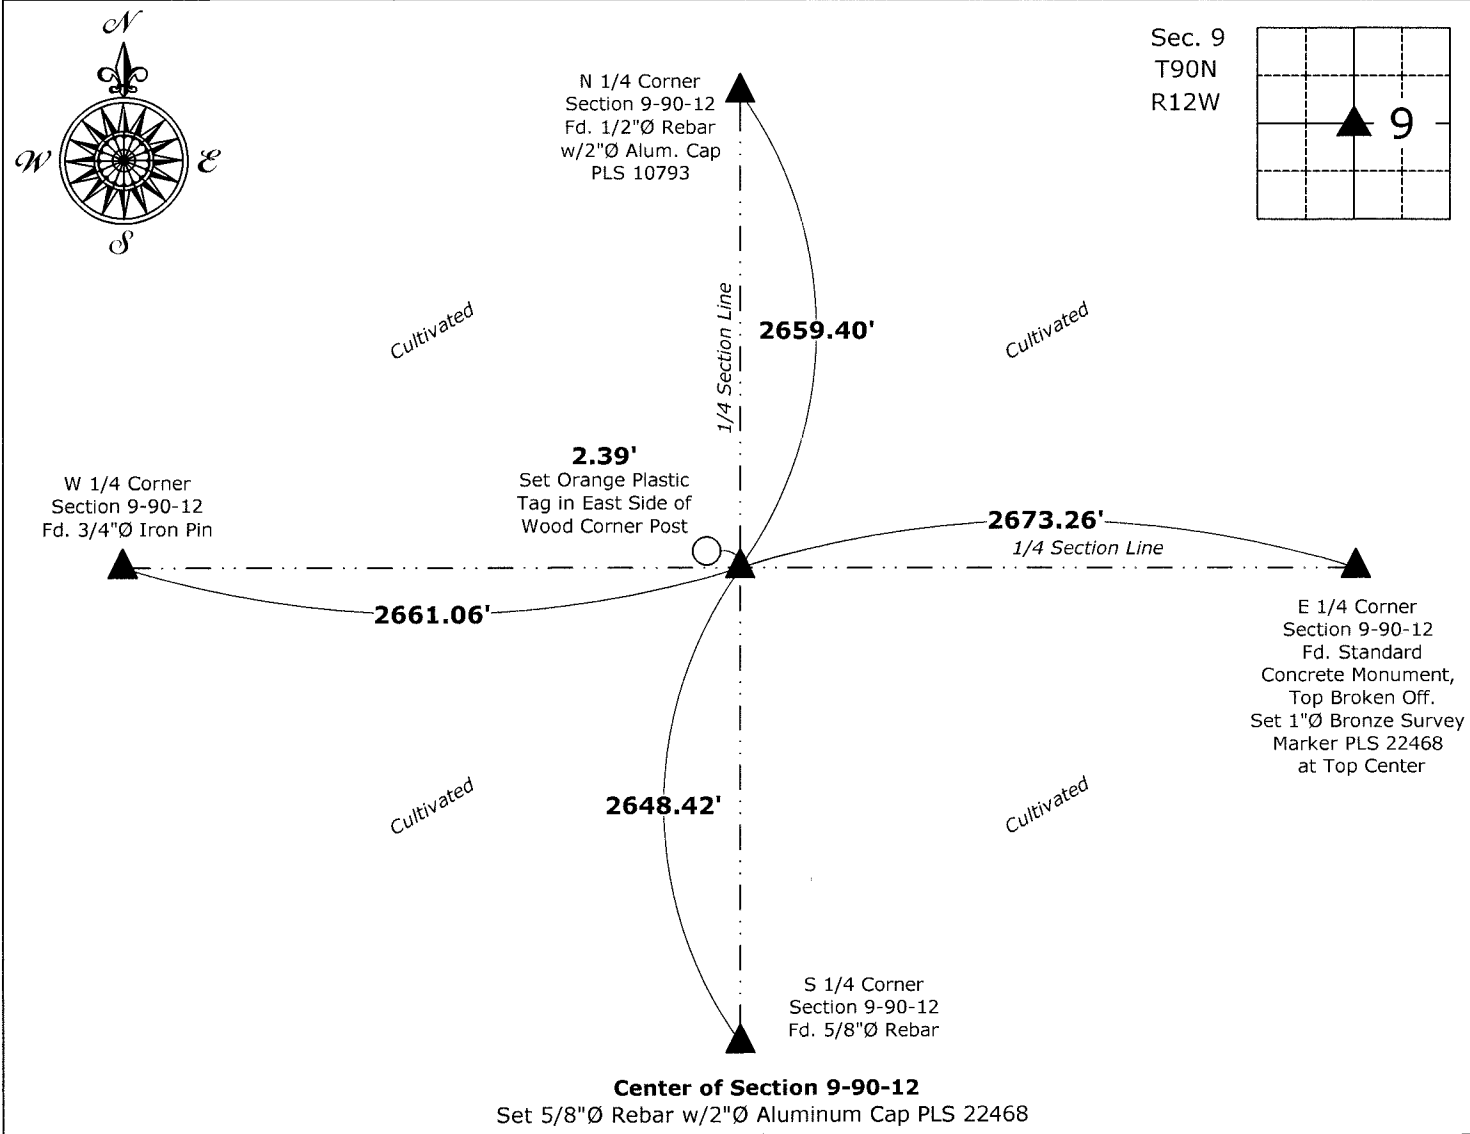 N
W
E
S
N 1/4 Corner
Section 9-90-12
Fd. 1/2"Ø Rebar
w/2"Ø Alum. Cap
PLS 10793
Sec. 9
T90N
R12W
9
Cultivated
1/4 Section Line
2659.40'
Cultivated
2.39'
Set Orange Plastic
Tag in East Side of
Wood Corner Post
W 1/4 Corner
Section 9-90-12
Fd. 3/4"Ø Iron Pin
2673.26'
1/4 Section Line
2661.06'
E 1/4 Corner
Section 9-90-12
Fd. Standard
Concrete Monument,
Top Broken Off.
Set 1"Ø Bronze Survey
Marker PLS 22468
at Top Center
Cultivated
2648.42'
Cultivated
S 1/4 Corner
Section 9-90-12
Fd. 5/8"Ø Rebar
Center of Section 9-90-12
Set 5/8"Ø Rebar w/2"Ø Aluminum Cap PLS 22468